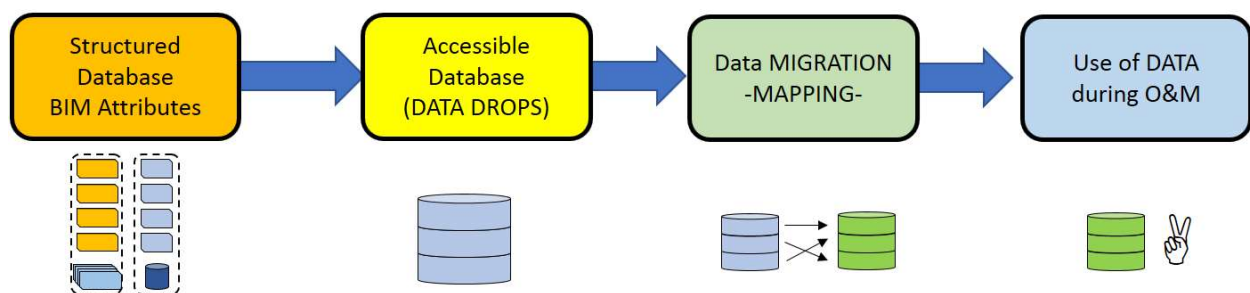 Structured
Database
BIM Attributes
Accessible
Database
(DATA DROPS)
Data MIGRATION
-MAPPING-
Use of DATA
during O&M